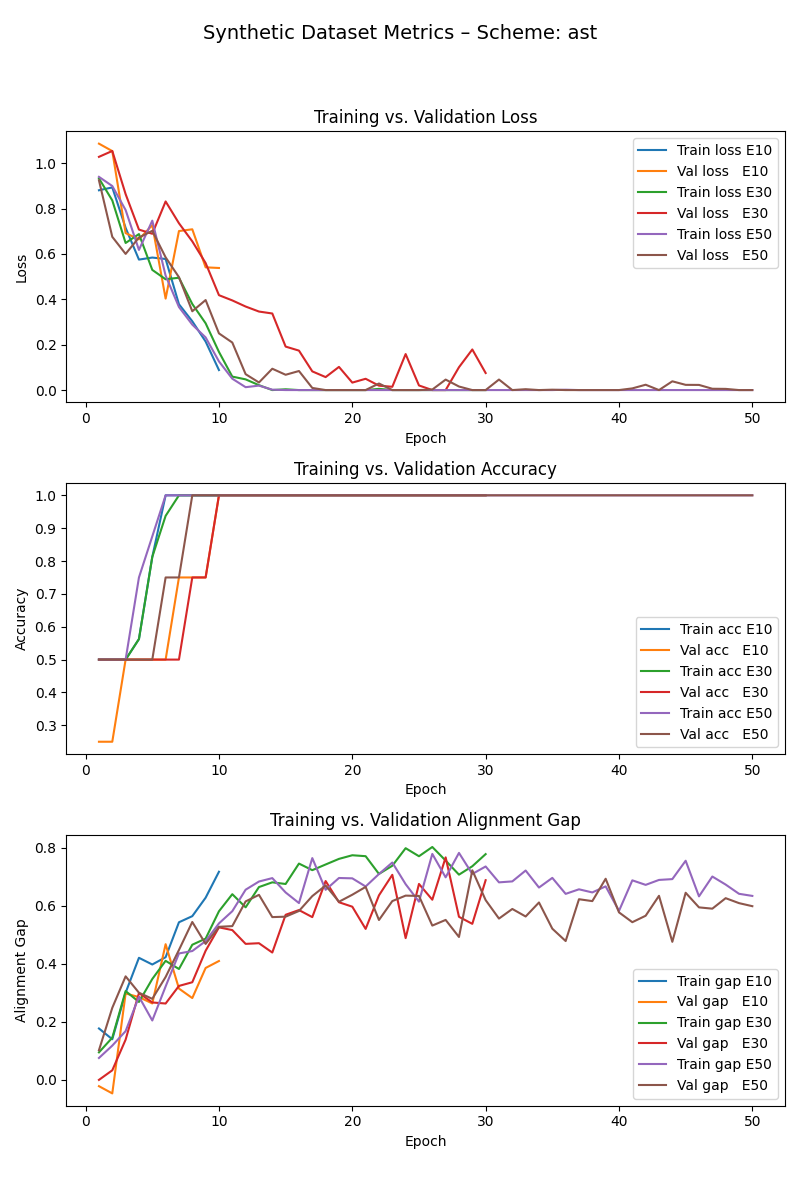 Synthetic Dataset Metrics – Scheme: ast
Training vs. Validation Loss
1.0
0.8
0.6
0.4
0.2
0.0
Loss
Train loss E10
Val loss   E10
Train loss E30
Val loss   E30
Train loss E50
Val loss   E50
0 10 20 30 40 50
Epoch
Training vs. Validation Accuracy
1.0
0.9
0.8
0.7
0.6
0.5
0.4
0.3
Accuracy
Train acc E10
Val acc   E10
Train acc E30
Val acc   E30
Train acc E50
Val acc   E50
0 10 20 30 40 50
Epoch
Training vs. Validation Alignment Gap
0.8
0.6
0.4
0.2
0.0
Alignment Gap
Train gap E10
Val gap   E10
Train gap E30
Val gap   E30
Train gap E50
Val gap   E50
0 10 20 30 40 50
Epoch